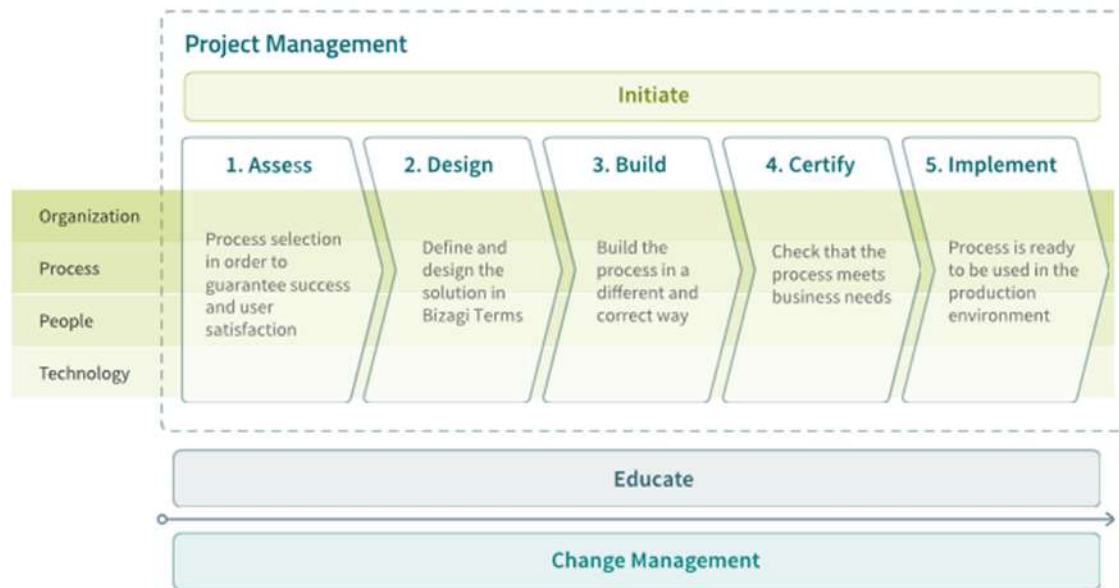 Project Management
Initiate
1. Assess
2. Design
3. Build
4. Certify
5. Implement
Organization
Process
People
Technology
Process selection
in order to
guarantee success
and user
satisfaction
Define and
design the
solution in
Bizagi Terms
Build the
process in a
different and
correct way
Check that the
process meets
business needs
Process is ready
to be used in the
production
environment
Educate
Change Management